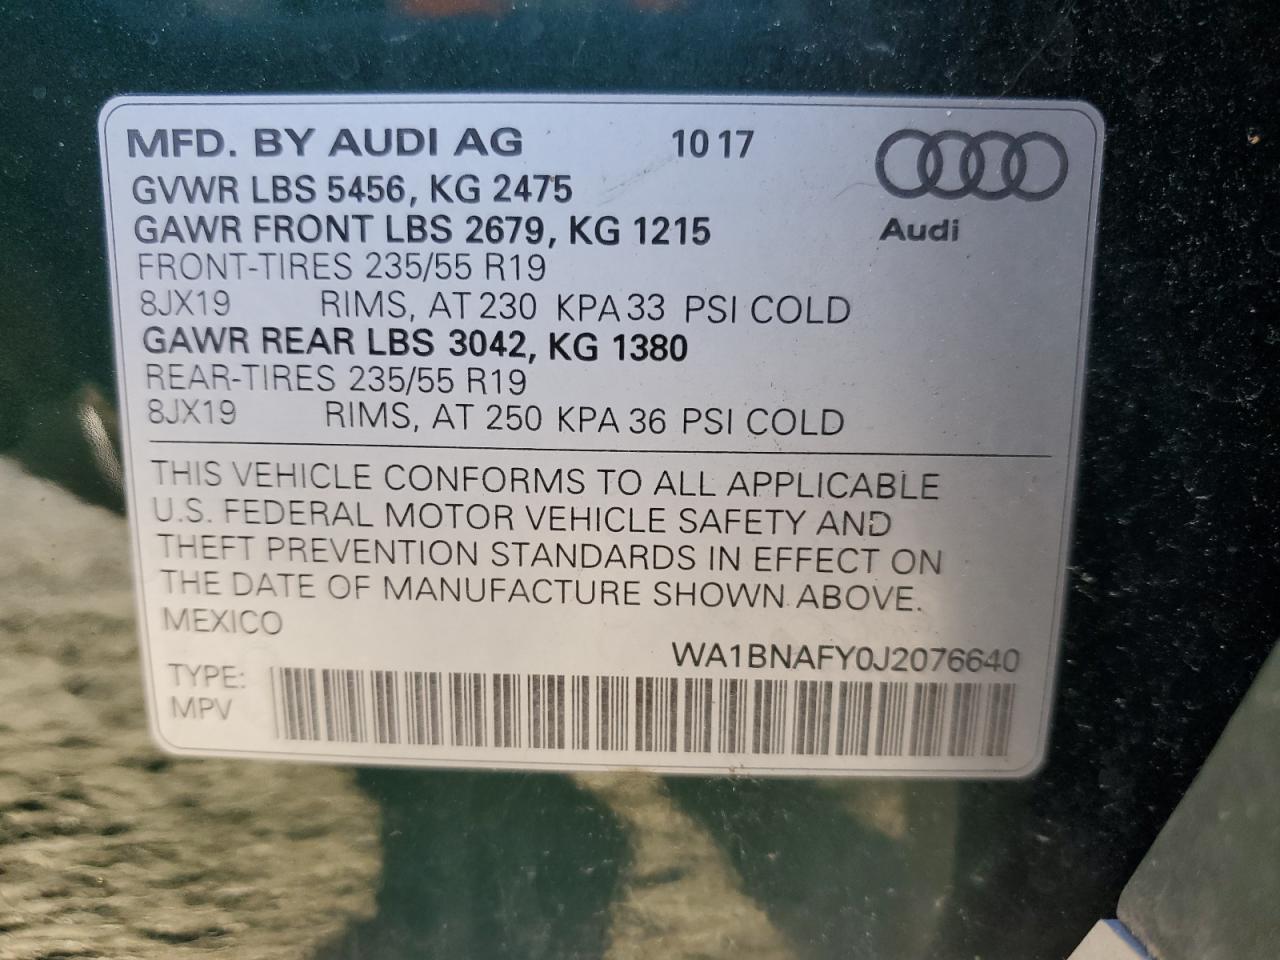 MFD. BY AUDI AG 10 17
GVWR LBS 5456, KG 2475
GAWR FRONT LBS 2679, KG 1215
Audi
FRONT-TIRES 235/55 R19
8JX19 RIMS, AT 230 KPA 33 PSI COLD
GAWR REAR LBS 3042, KG 1380
REAR-TIRES 235/55 R19
8JX19 RIMS, AT 250 KPA 36 PSI COLD
THIS VEHICLE CONFORMS TO ALL APPLICABLE
U.S. FEDERAL MOTOR VEHICLE SAFETY AND
THEFT PREVENTION STANDARDS IN EFFECT ON
THE DATE OF MANUFACTURE SHOWN ABOVE.
MEXICO
WA1BNAFY0J2076640
TYPE:
MPV